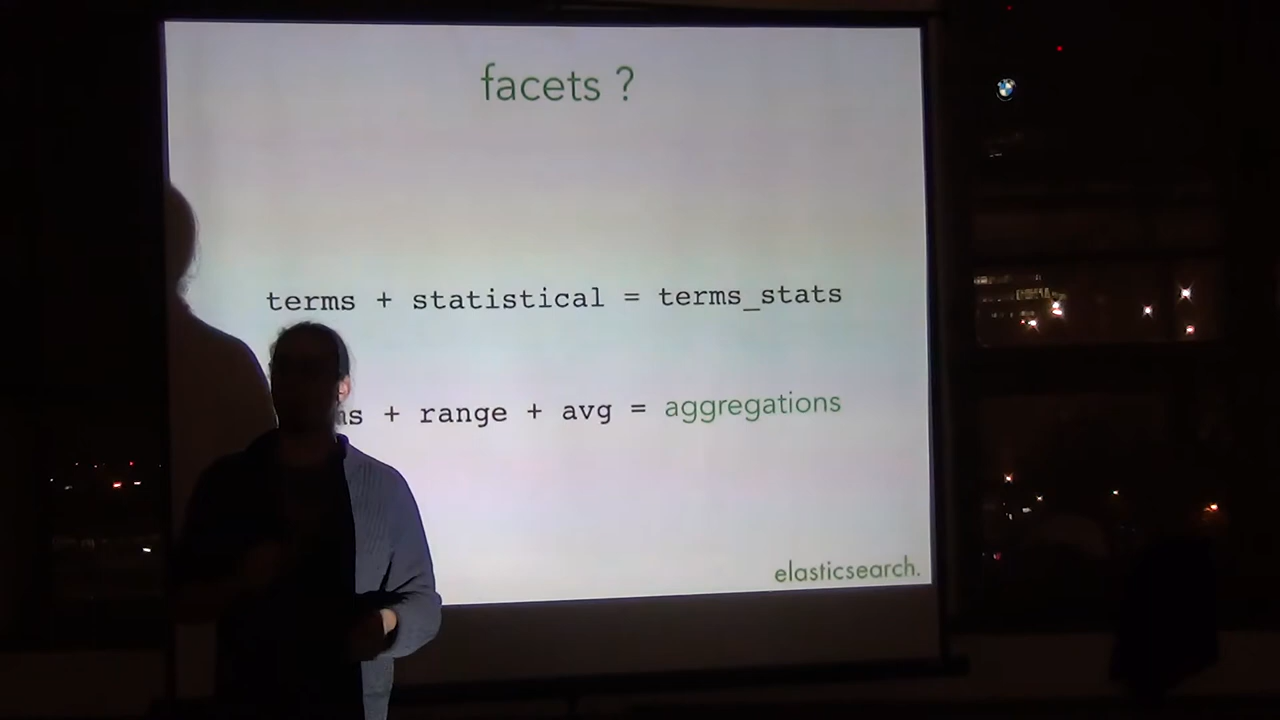 facets ?
terms + statistical = terms_stats
+ range + avg = aggregations
elasticsearch.